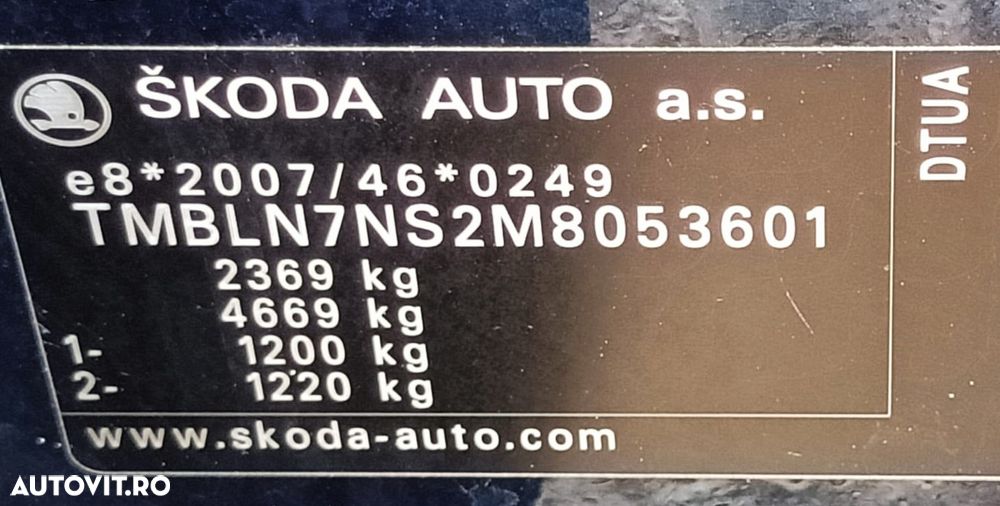 ŠKODA AUTO a.s.
e8*2007/46*0249
TMBLN7NS2M8053601
2369 kg
4669 kg
1- 1200 kg
2- 1220 kg
www.skoda-auto.com
DTUA
AUTOVIT.RO